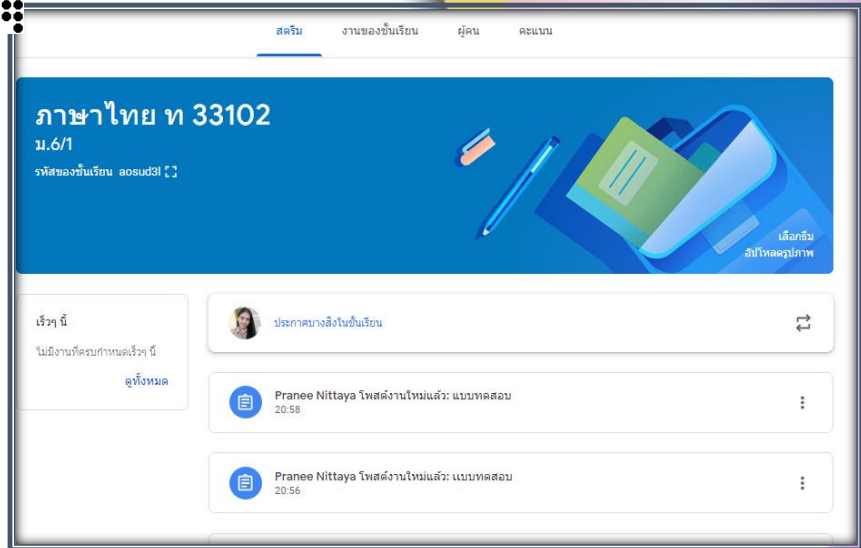 สตรีม งานของชั้นเรียน ผู้คน คะแนน
ภาษาไทย ท 33102
ม.6/1
รหัสของชั้นเรียน aosud3l
เลือกธีม
อัปโหลดรูปภาพ
เร็วๆ นี้
ไม่มีงานที่ครบกำหนดเร็วๆ นี้
ดูทั้งหมด
ประกาศบางสิ่งในชั้นเรียน
Pranee Nittaya โพสต์งานใหม่แล้ว: แบบทดสอบ
20:58
Pranee Nittaya โพสต์งานใหม่แล้ว: แบบทดสอบ
20:56